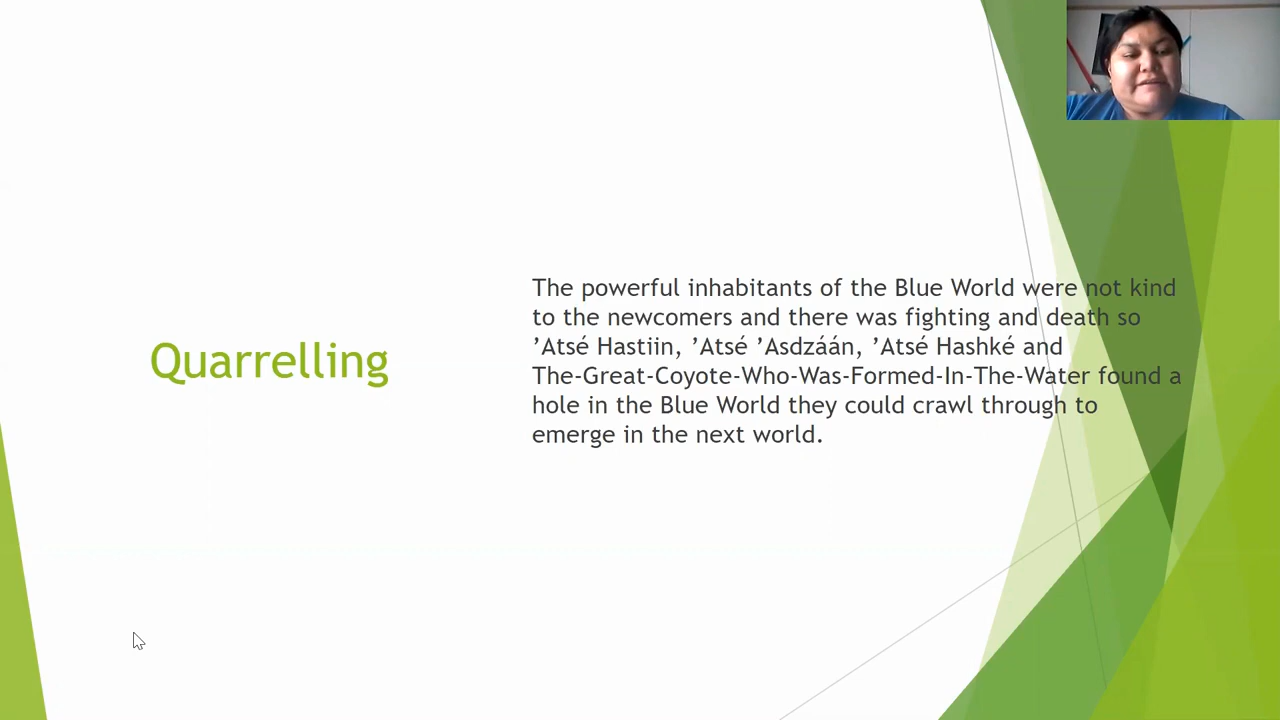 Quarrelling
The powerful inhabitants of the Blue World were not kind
to the newcomers and there was fighting and death so
’Atsé Hastiin, ’Atsé ’Asdzáán, ’Atsé Hashké and
The-Great-Coyote-Who-Was-Formed-In-The-Water found a
hole in the Blue World they could crawl through to
emerge in the next world.